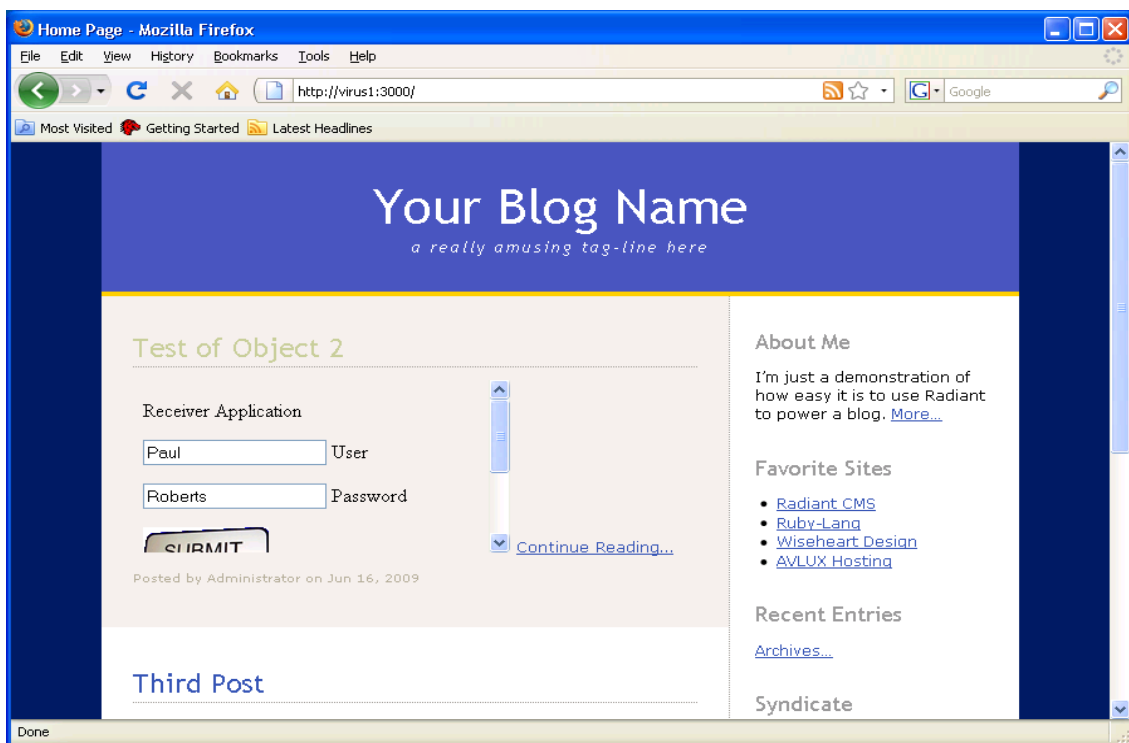 Home Page - Mozilla Firefox
File Edit View History Bookmarks Tools Help
http://virus1:3000/
G Google
Most Visited Getting Started Latest Headlines
Your Blog Name
a really amusing tag-line here
Test of Object 2
Receiver Application
Paul User
Roberts Password
SUBMIT
Continue Reading...
Posted by Administrator on Jun 16, 2009
Third Post
About Me
I'm just a demonstration of
how easy it is to use Radiant
to power a blog. More...
Favorite Sites
Radiant CMS
Ruby-Lang
Wiseheart Design
AVLUX Hosting
Recent Entries
Archives...
Syndicate
Done